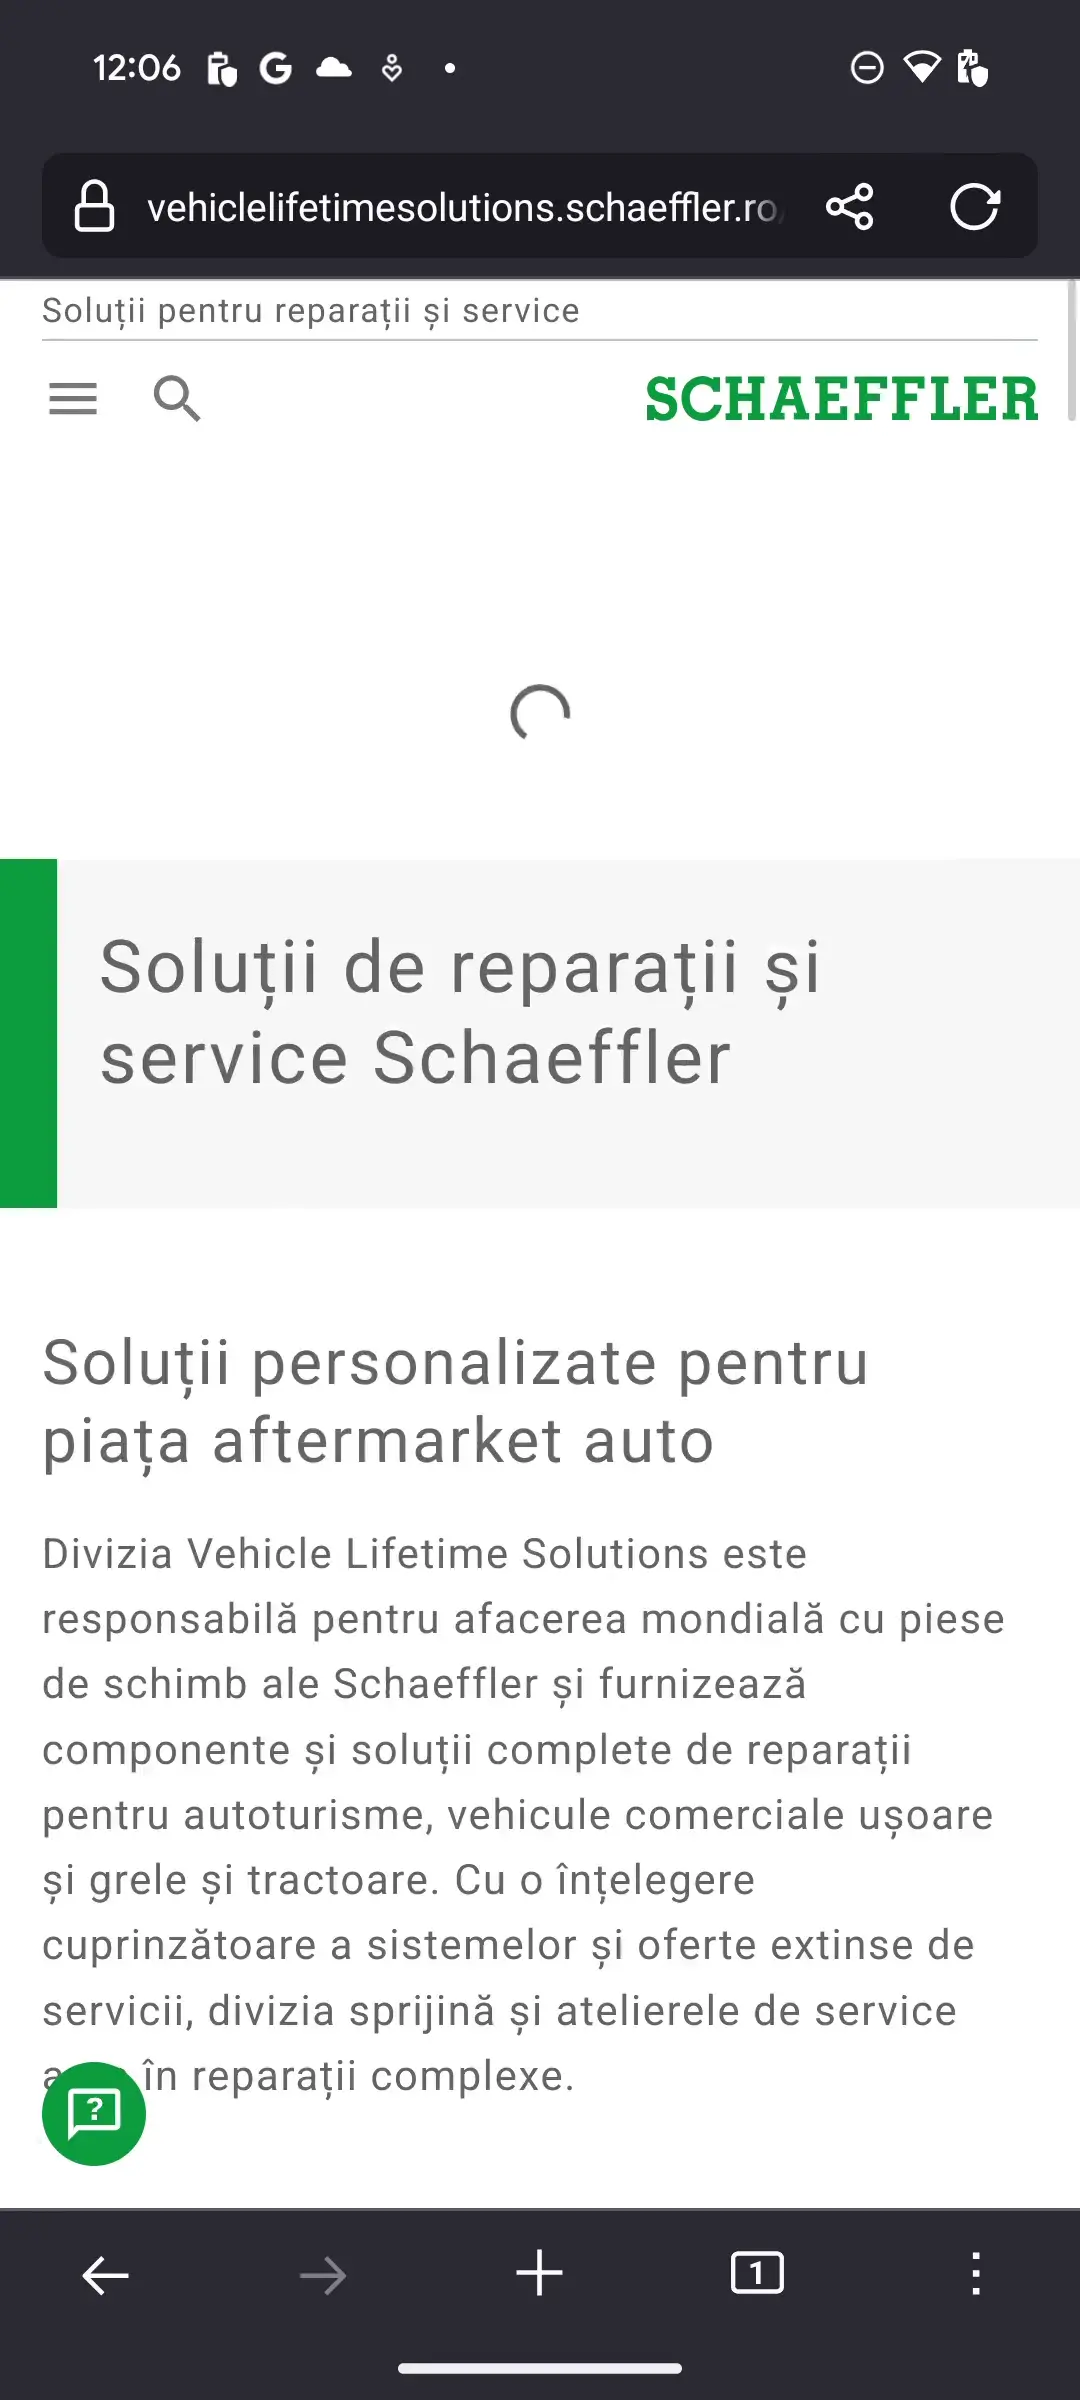 12:06
vehiclelifetimesolutions.schaeffler.ro
Soluții pentru reparații și service
SCHAEFFLER
Soluții de reparații și
service Schaeffler
Soluții personalizate pentru
piața aftermarket auto
Divizia Vehicle Lifetime Solutions este
responsabilă pentru afacerea mondială cu piese
de schimb ale Schaeffler și furnizează
componente și soluții complete de reparații
pentru autoturisme, vehicule comerciale ușoare
și grele și tractoare. Cu o înțelegere
cuprinzătoare a sistemelor și oferte extinse de
servicii, divizia sprijină și atelierele de service
în reparații complexe.
?
1